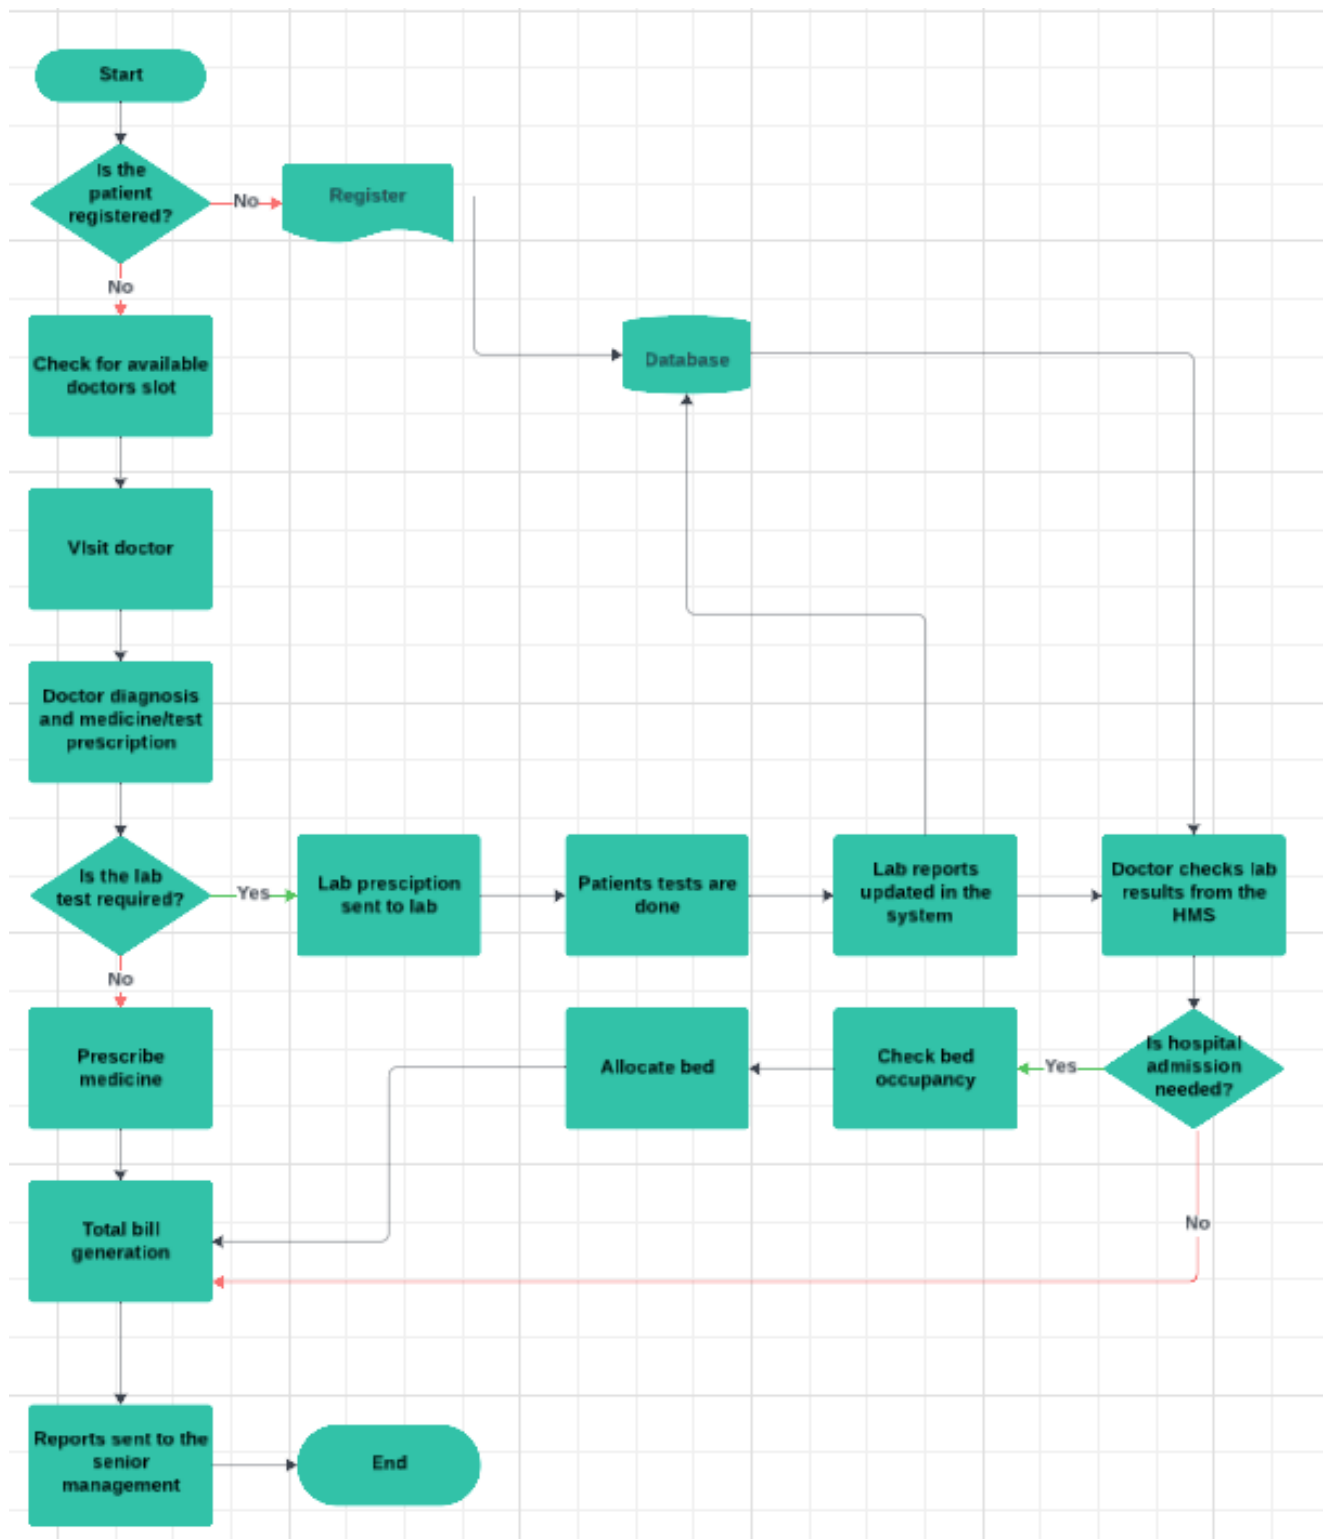 Start
Is the
patient
registered?
No
Register
No
Check for available
doctors slot
Database
VIsit doctor
Doctor diagnosis
and medicine/test
prescription
Is the lab
test required?
Yes
Lab presciption
sent to lab
Patients tests are
done
Lab reports
updated in the
system
Doctor checks lab
results from the
HMS
No
Prescribe
medicine
Allocate bed
Check bed
occupancy
Yes
Is hospital
admission
needed?
Total bill
generation
No
Reports sent to the
senior
management
End